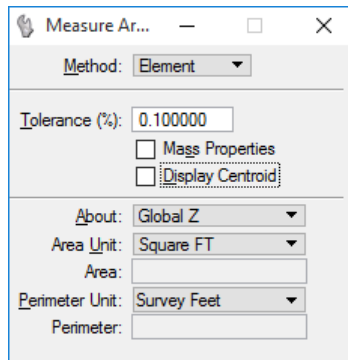 Measure Ar...
Method: Element
Tolerance (%): 0.100000
Mass Properties
Display Centroid
About: Global Z
Area Unit: Square FT
Area:
Perimeter Unit: Survey Feet
Perimeter: